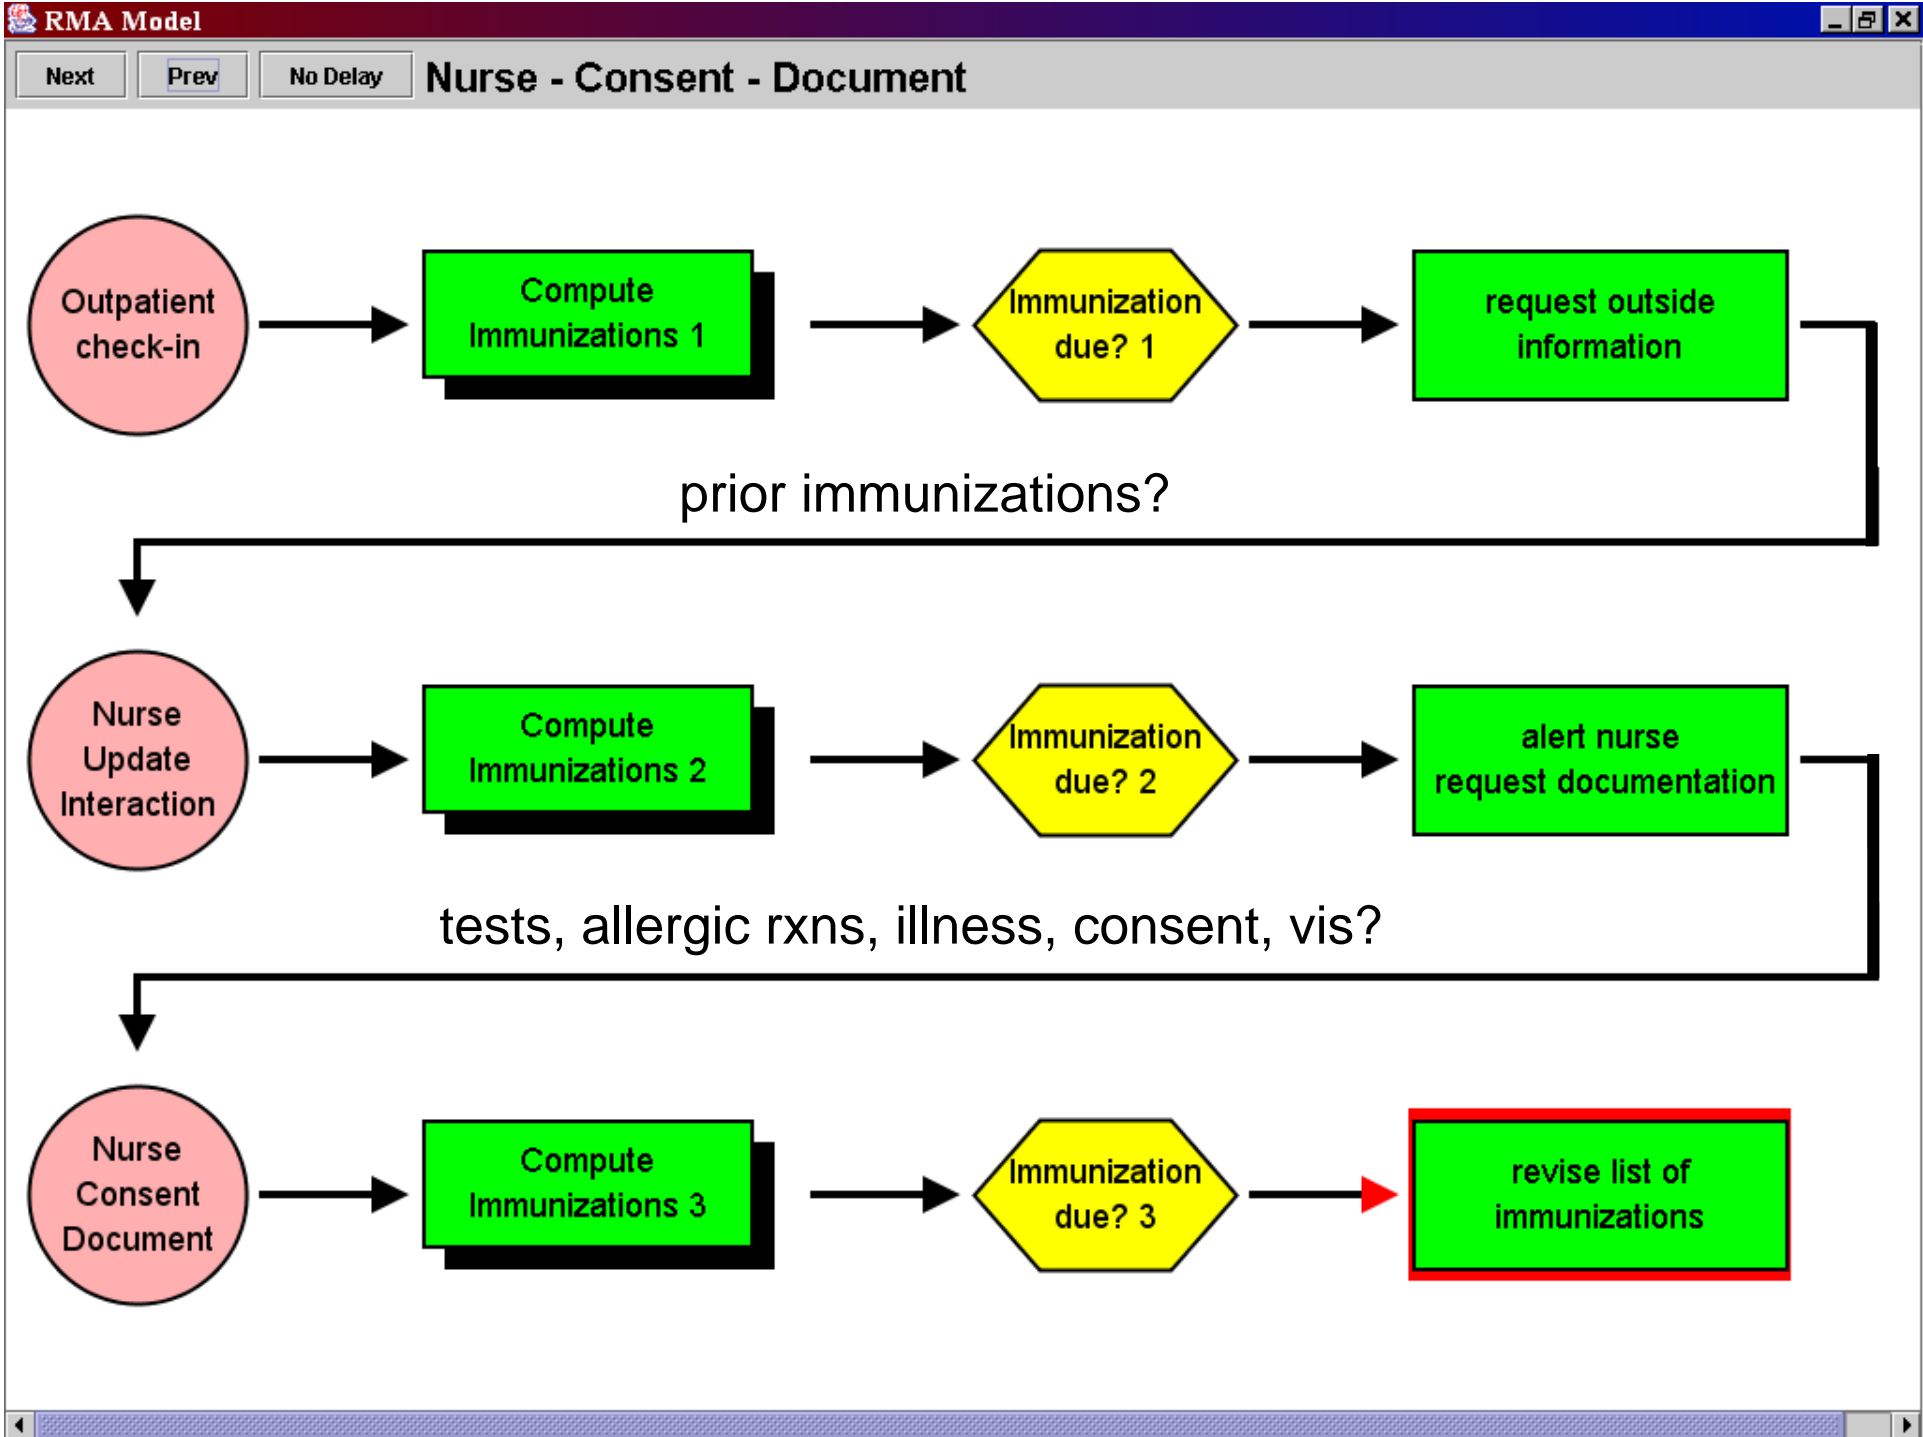 RMA Model
Next Prev No Delay Nurse - Consent - Document
Outpatient
check-in
Compute
Immunizations 1
Immunization
due? 1
request outside
information
prior immunizations?
Nurse
Update
Interaction
Compute
Immunizations 2
Immunization
due? 2
alert nurse
request documentation
tests, allergic rxns, illness, consent, vis?
Nurse
Consent
Document
Compute
Immunizations 3
Immunization
due? 3
revise list of
immunizations